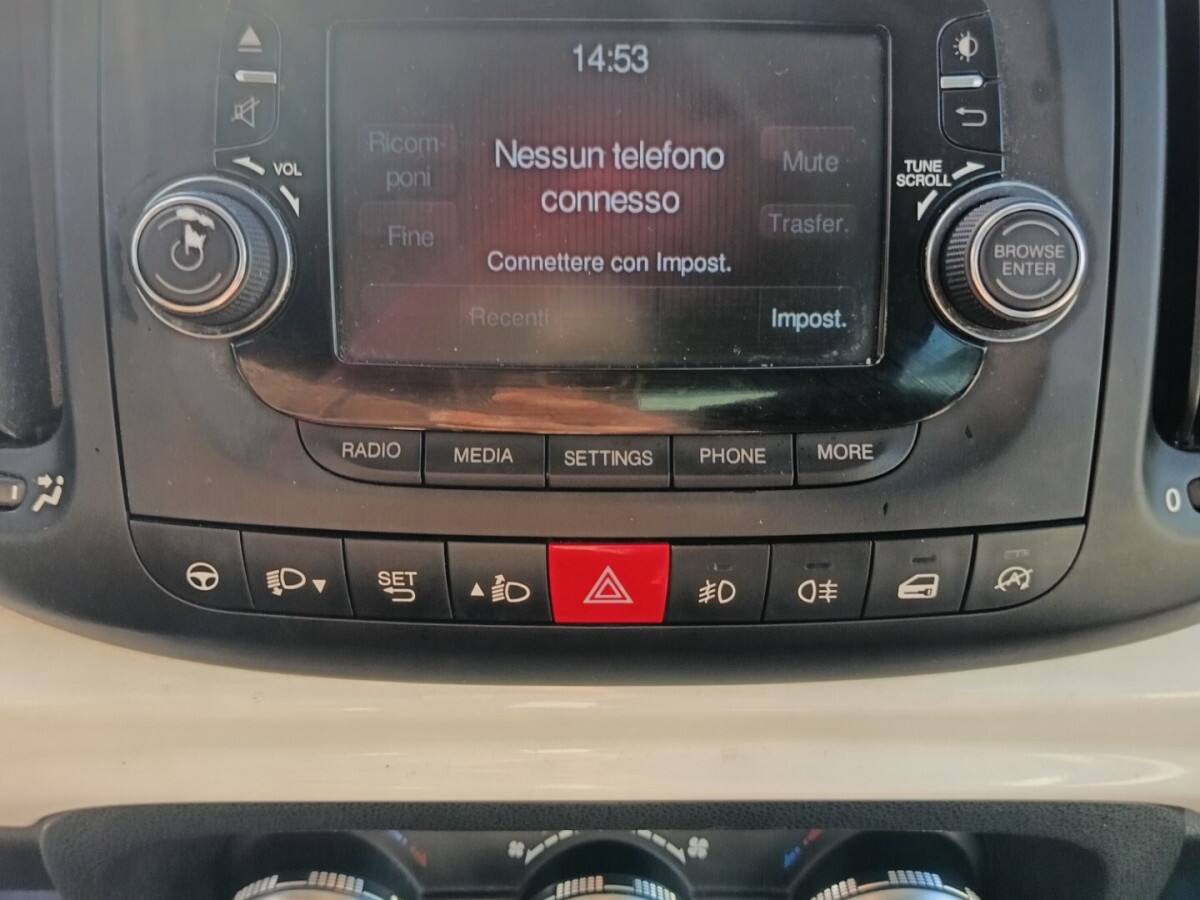 14:53
VOL
TUNE
SCROLL
Ricom-
poni
Nessun telefono
connesso
Mute
Fine
Trasfer.
BROWSE
ENTER
Connettere con Impost.
Recenti
Impost.
RADIO
MEDIA
SETTINGS
PHONE
MORE
0
SET